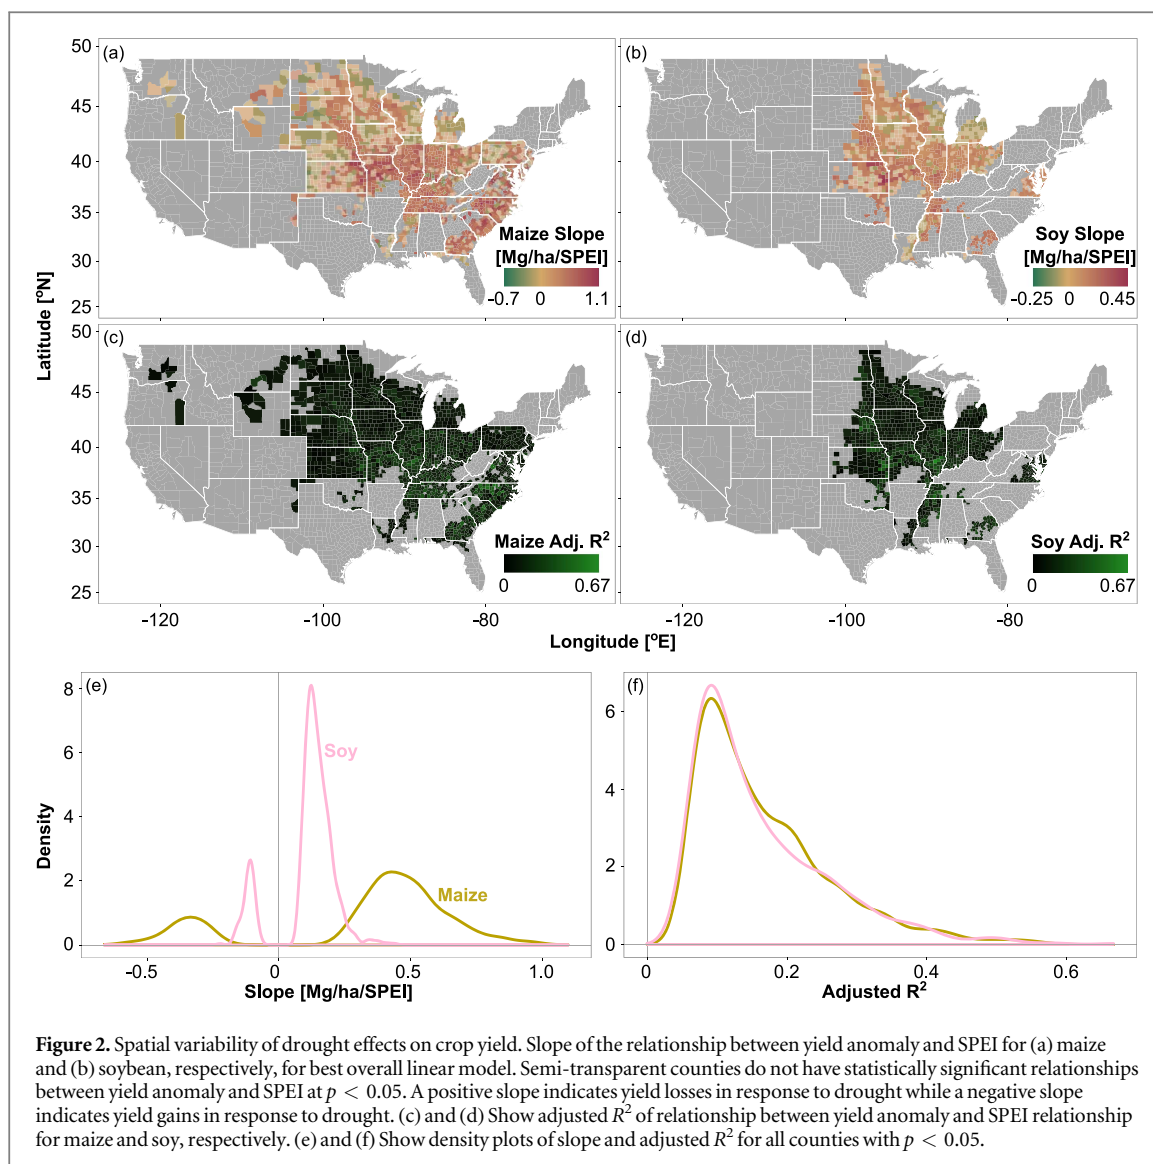 (a)
(b)
50
45
40
35
30
25
Maize Slope
[Mg/ha/SPEI]
-0.7 0 1.1
Soy Slope
[Mg/ha/SPEI]
-0.25 0 0.45
Latitude [°N]
(c)
(d)
50
45
40
35
30
25
Maize Adj. R²
0 0.67
Soy Adj. R²
0 0.67
-120 -100 -80
-120 -100 -80
Longitude [°E]
(e)
8
6
4
2
0
Density
Soy
Maize
-0.5 0 0.5 1.0
Slope [Mg/ha/SPEI]
(f)
6
4
2
0
0 0.2 0.4 0.6
Adjusted R²
Figure 2. Spatial variability of drought effects on crop yield. Slope of the relationship between yield anomaly and SPEI for (a) maize
and (b) soybean, respectively, for best overall linear model. Semi-transparent counties do not have statistically significant relationships
between yield anomaly and SPEI at p < 0.05. A positive slope indicates yield losses in response to drought while a negative slope
indicates yield gains in response to drought. (c) and (d) Show adjusted R² of relationship between yield anomaly and SPEI relationship
for maize and soy, respectively. (e) and (f) Show density plots of slope and adjusted R² for all counties with p < 0.05.